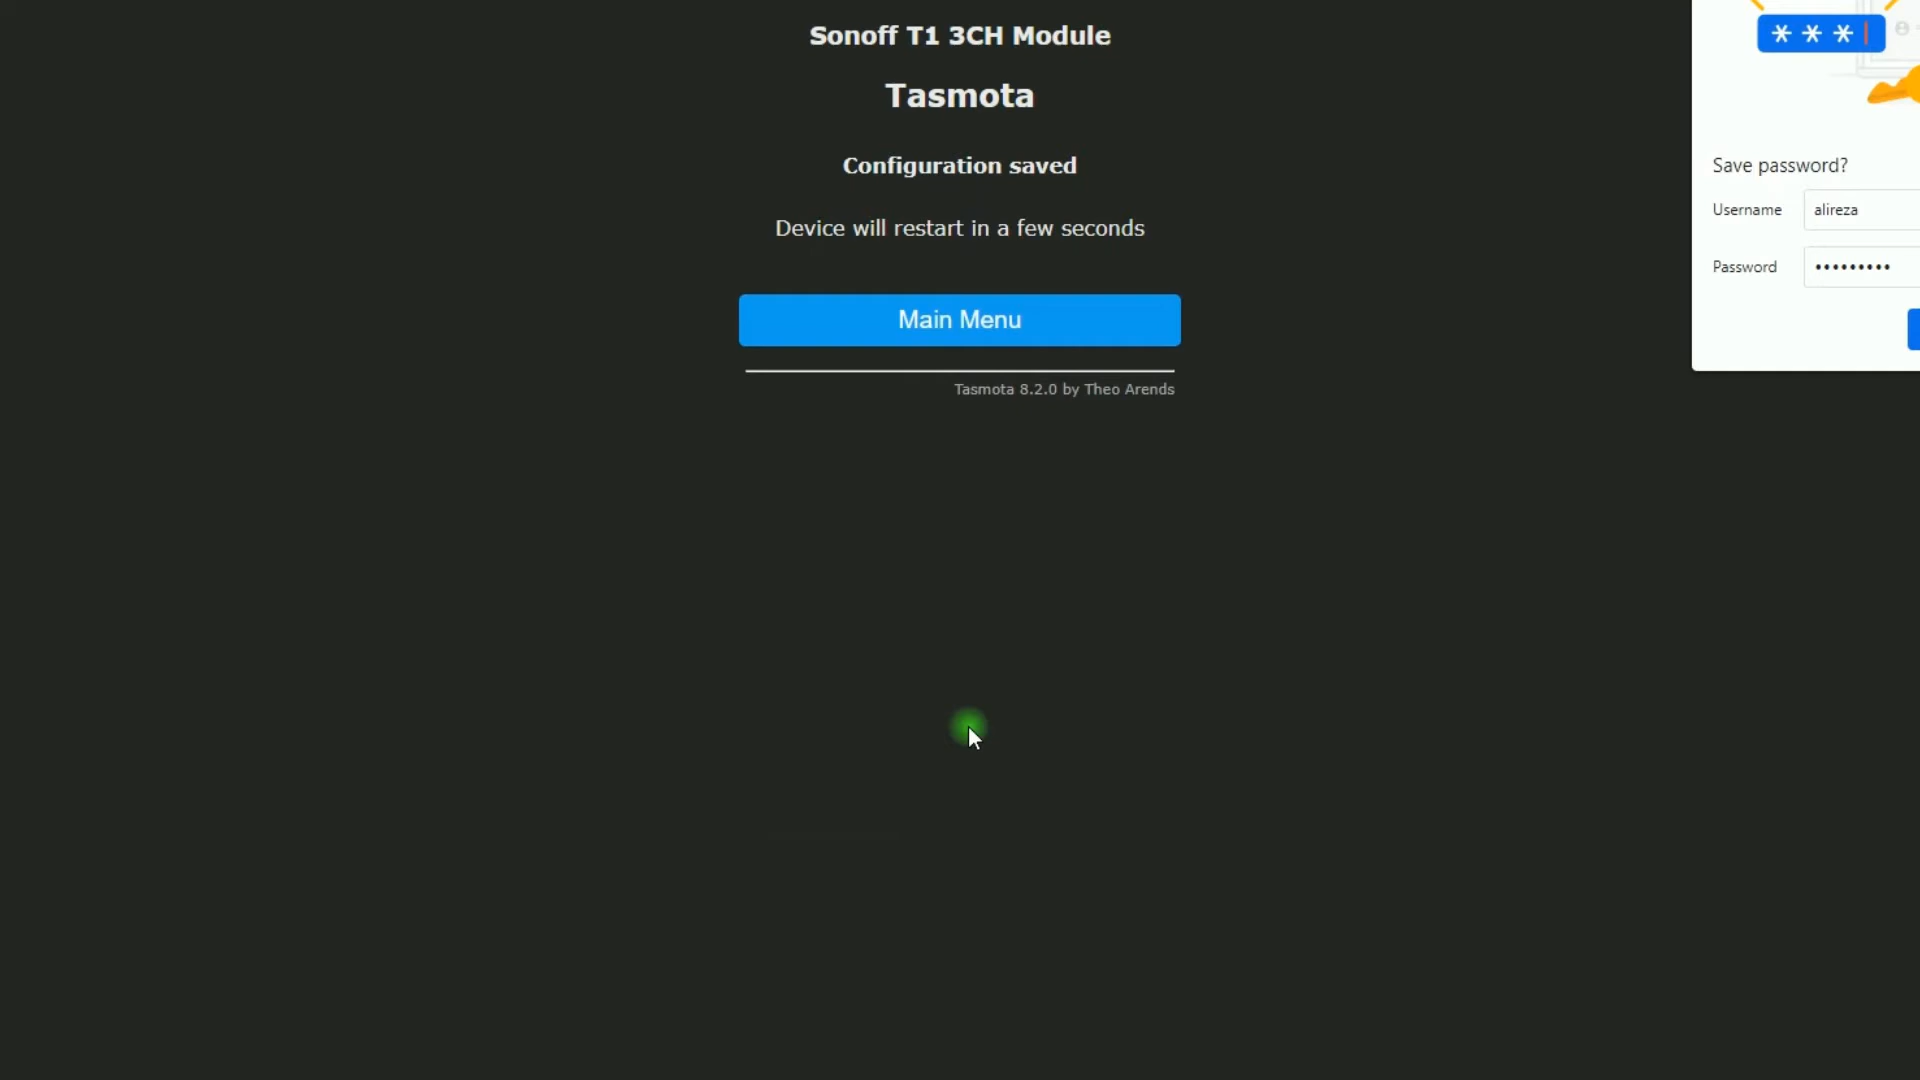 Sonoff T1 3CH Module
Tasmota
Configuration saved
Device will restart in a few seconds
Main Menu
Tasmota 8.2.0 by Theo Arends
***
Save password?
Username alireza
Password •••••••••